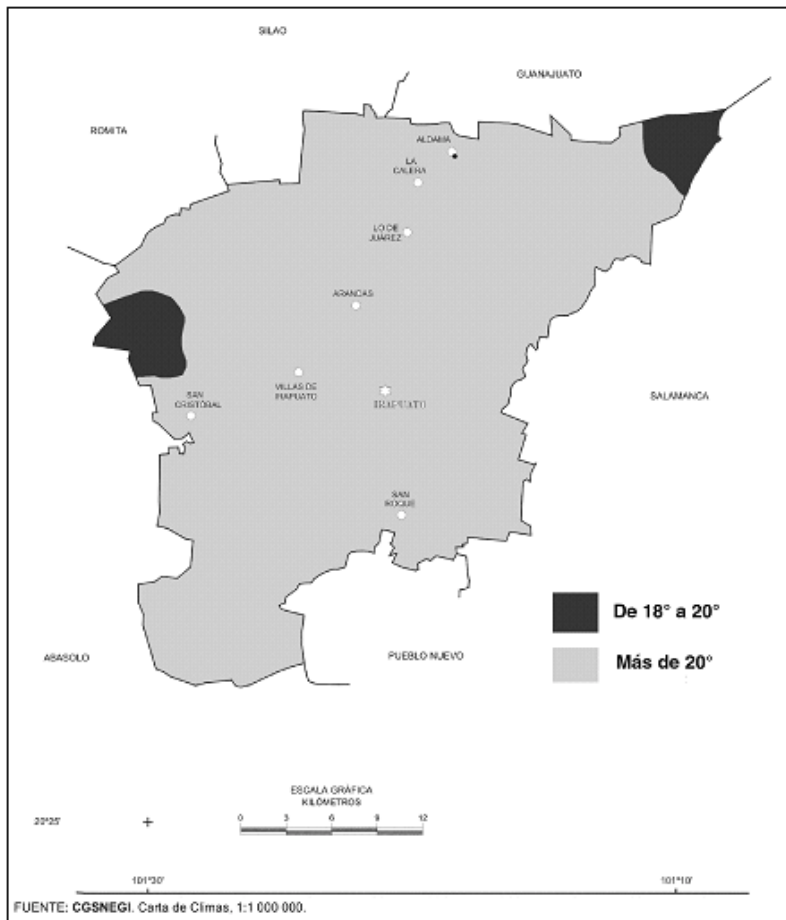 SILAO
GUANAJUATO
ROMITA
ALDAMA
LA
CALERA
LO DE
JUÁREZ
ARANDAS
VILLAS DE
IRAPUATO
IRAPUATO
SAN
CRISTÓBAL
SALAMANCA
SAN
ROQUE
De 18° a 20°
Más de 20°
ABASOLO
PUEBLO NUEVO
ESCALA GRÁFICA
KILÓMETROS
0 3 6 9 12
20°25'
101°30' 101°10'
FUENTE: CGSNEGI. Carta de Climas, 1:1 000 000.